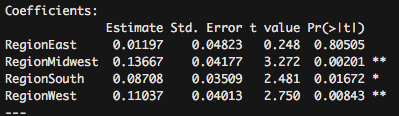 Coefficients:
              Estimate Std. Error t value Pr(>|t|)
RegionEast     0.01197    0.04823   0.248  0.80505
RegionMidwest  0.13667    0.04177   3.272  0.00201 **
RegionSouth    0.08708    0.03509   2.481  0.01672 *
RegionWest     0.11037    0.04013   2.750  0.00843 **
---